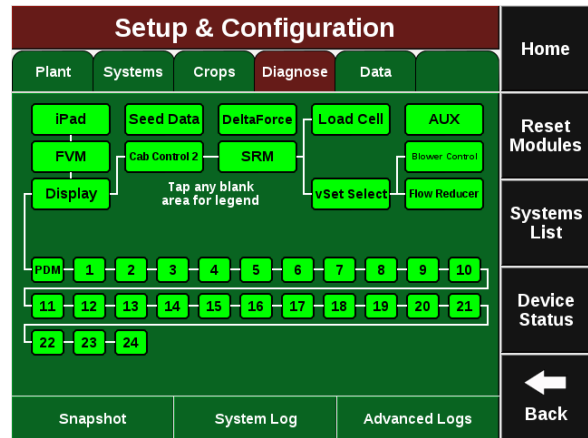 Setup & Configuration
Home
Plant Systems Crops Diagnose Data
iPad Seed Data DeltaForce Load Cell AUX
Reset
Modules
FVM Cab Control 2 SRM Blower Control
Display Tap any blank
area for legend
vSet Select Flow Reducer
Systems
List
PDM 1 2 3 4 5 6 7 8 9 10
11 12 13 14 15 16 17 18 19 20 21
Device
Status
22 23 24
Snapshot System Log Advanced Logs
Back